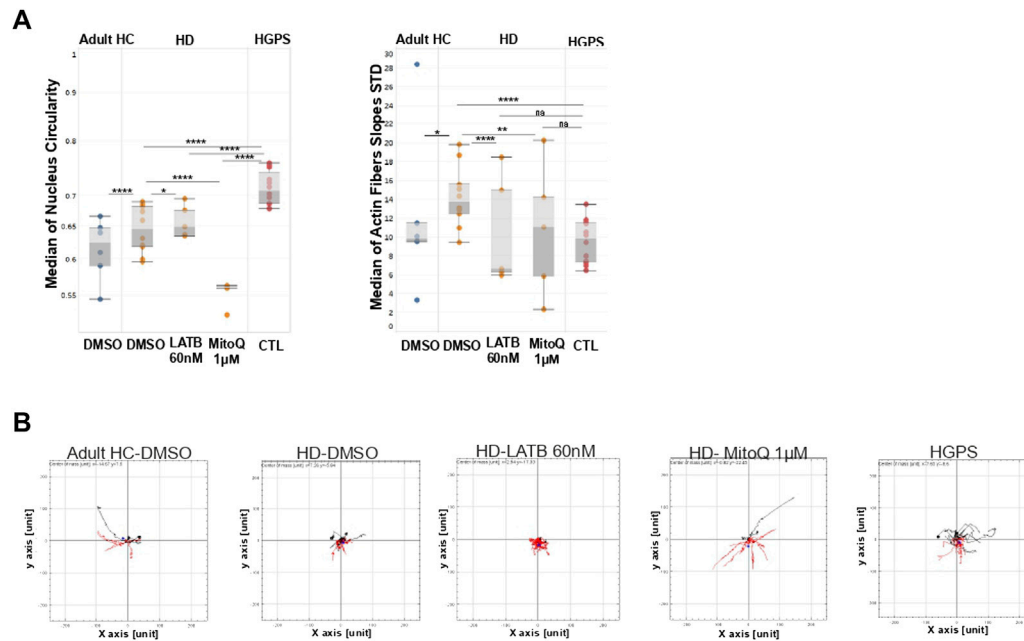 A
Adult HC HD HGPS
Median of Nucleus Circularity
1
0.9
0.8
0.7
0.65
0.6
0.55
****
****
****
****
**** *
DMSO DMSO LATB 60nM MitoQ 1µM CTL
Adult HC HD HGPS
Median of Actin Fibers Slopes STD
30
28
26
24
22
20
18
16
14
12
10
8
6
4
2
0
****
na
na
* **
****
DMSO DMSO LATB 60nM MitoQ 1µM CTL
B
Adult HC-DMSO
y axis [unit]
X axis [unit]
HD-DMSO
y axis [unit]
X axis [unit]
HD-LATB 60nM
y axis [unit]
X axis [unit]
HD- MitoQ 1µM
y axis [unit]
X axis [unit]
HGPS
y axis [unit]
X axis [unit]